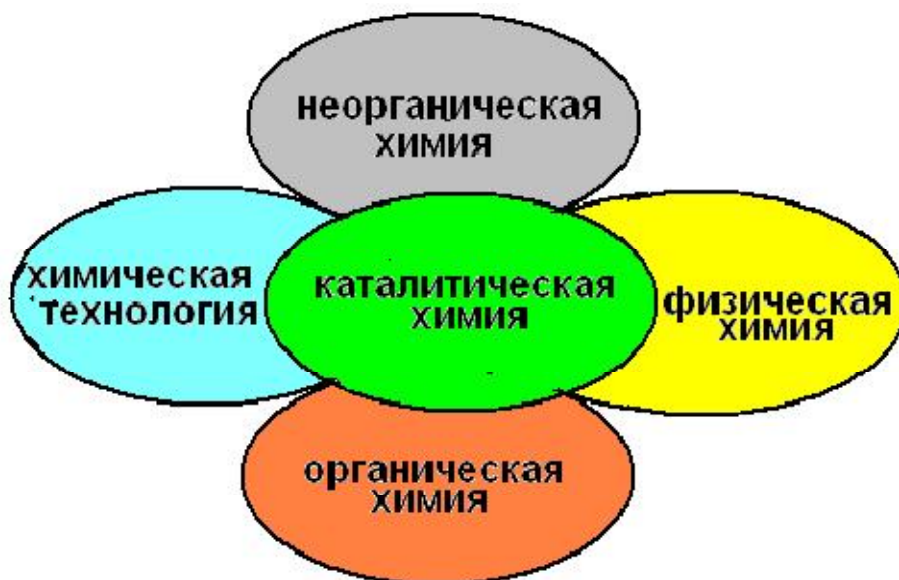 неорганическая
химия
химическая
технология
каталитическая
химия
физическая
химия
органическая
химия